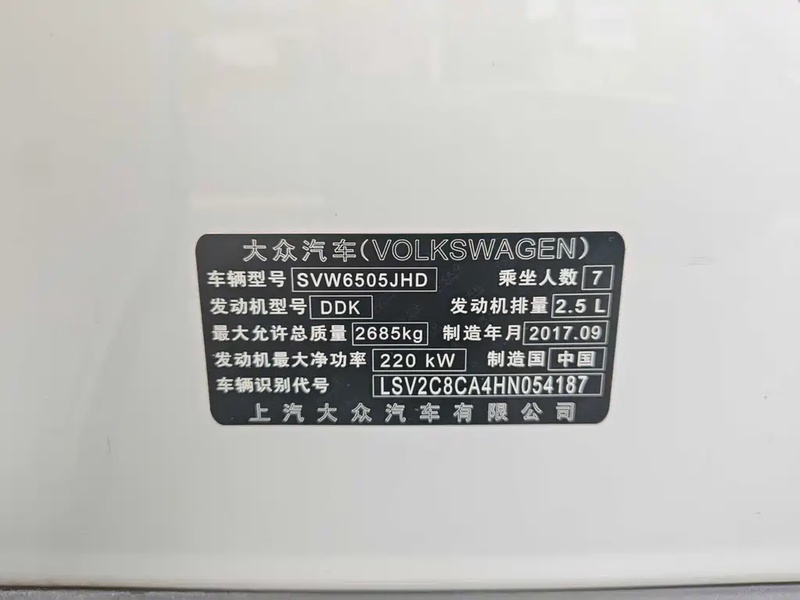 大众汽车(VOLKSWAGEN)
车辆型号 SVW6505JHD 乘坐人数 7
发动机型号 DDK 发动机排量 2.5 L
最大允许总质量 2685kg 制造年月 2017.09
发动机最大净功率 220 kW 制造国 中国
车辆识别代号 LSV2C8CA4HN054187
上汽大众汽车有限公司